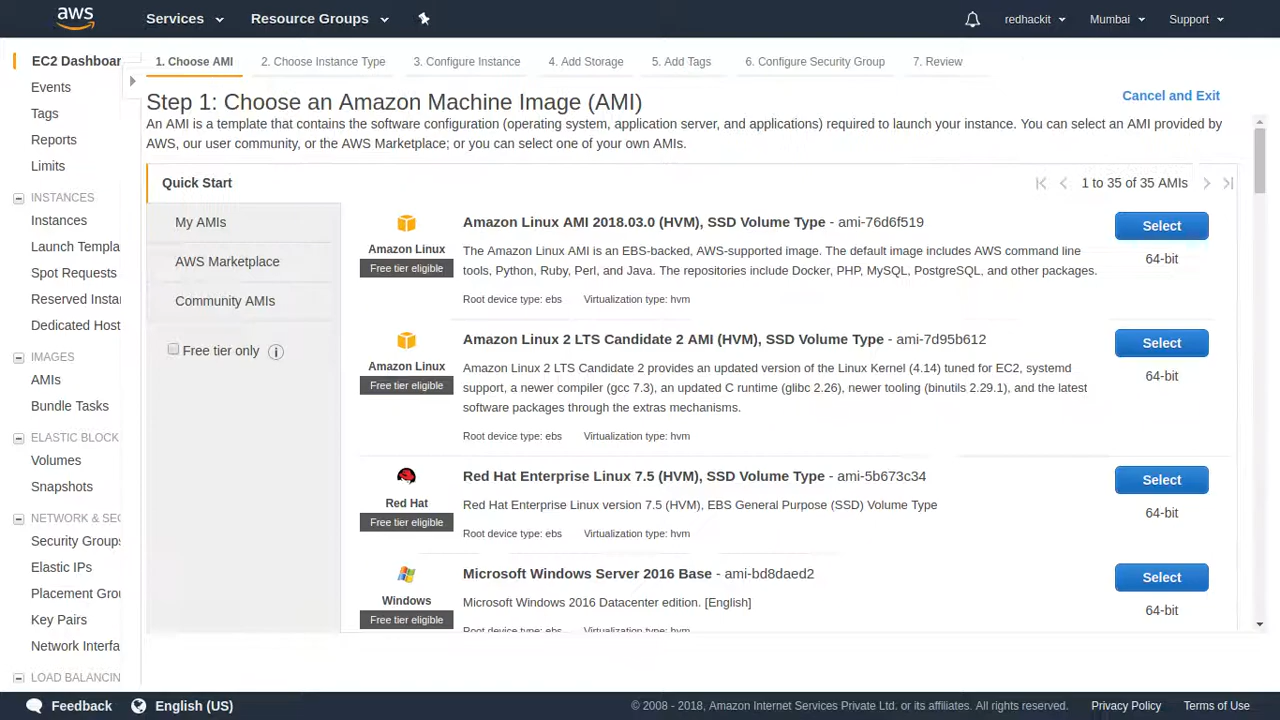 aws Services Resource Groups redhackit Mumbai Support
EC2 Dashboar
Events
Tags
Reports
Limits
INSTANCES
Instances
Launch Templa
Spot Requests
Reserved Instar
Dedicated Host
IMAGES
AMIs
Bundle Tasks
ELASTIC BLOCK
Volumes
Snapshots
NETWORK & SEC
Security Groups
Elastic IPs
Placement Grou
Key Pairs
Network Interfa
LOAD BALANCIN
1. Choose AMI 2. Choose Instance Type 3. Configure Instance 4. Add Storage 5. Add Tags 6. Configure Security Group 7. Review
Step 1: Choose an Amazon Machine Image (AMI)
Cancel and Exit
An AMI is a template that contains the software configuration (operating system, application server, and applications) required to launch your instance. You can select an AMI provided by
AWS, our user community, or the AWS Marketplace; or you can select one of your own AMIs.
Quick Start
My AMIs
AWS Marketplace
Community AMIs
Free tier only i
1 to 35 of 35 AMIs
Amazon Linux
Free tier eligible
Amazon Linux AMI 2018.03.0 (HVM), SSD Volume Type - ami-76d6f519
The Amazon Linux AMI is an EBS-backed, AWS-supported image. The default image includes AWS command line
tools, Python, Ruby, Perl, and Java. The repositories include Docker, PHP, MySQL, PostgreSQL, and other packages.
Root device type: ebs Virtualization type: hvm
Select
64-bit
Amazon Linux
Free tier eligible
Amazon Linux 2 LTS Candidate 2 AMI (HVM), SSD Volume Type - ami-7d95b612
Amazon Linux 2 LTS Candidate 2 provides an updated version of the Linux Kernel (4.14) tuned for EC2, systemd
support, a newer compiler (gcc 7.3), an updated C runtime (glibc 2.26), newer tooling (binutils 2.29.1), and the latest
software packages through the extras mechanisms.
Root device type: ebs Virtualization type: hvm
Select
64-bit
Red Hat
Free tier eligible
Red Hat Enterprise Linux 7.5 (HVM), SSD Volume Type - ami-5b673c34
Red Hat Enterprise Linux version 7.5 (HVM), EBS General Purpose (SSD) Volume Type
Root device type: ebs Virtualization type: hvm
Select
64-bit
Windows
Free tier eligible
Microsoft Windows Server 2016 Base - ami-bd8daed2
Microsoft Windows 2016 Datacenter edition. [English]
Root device type: ebs Virtualization type: hvm
Select
64-bit
Feedback English (US) © 2008 - 2018, Amazon Internet Services Private Ltd. or its affiliates. All rights reserved. Privacy Policy Terms of Use